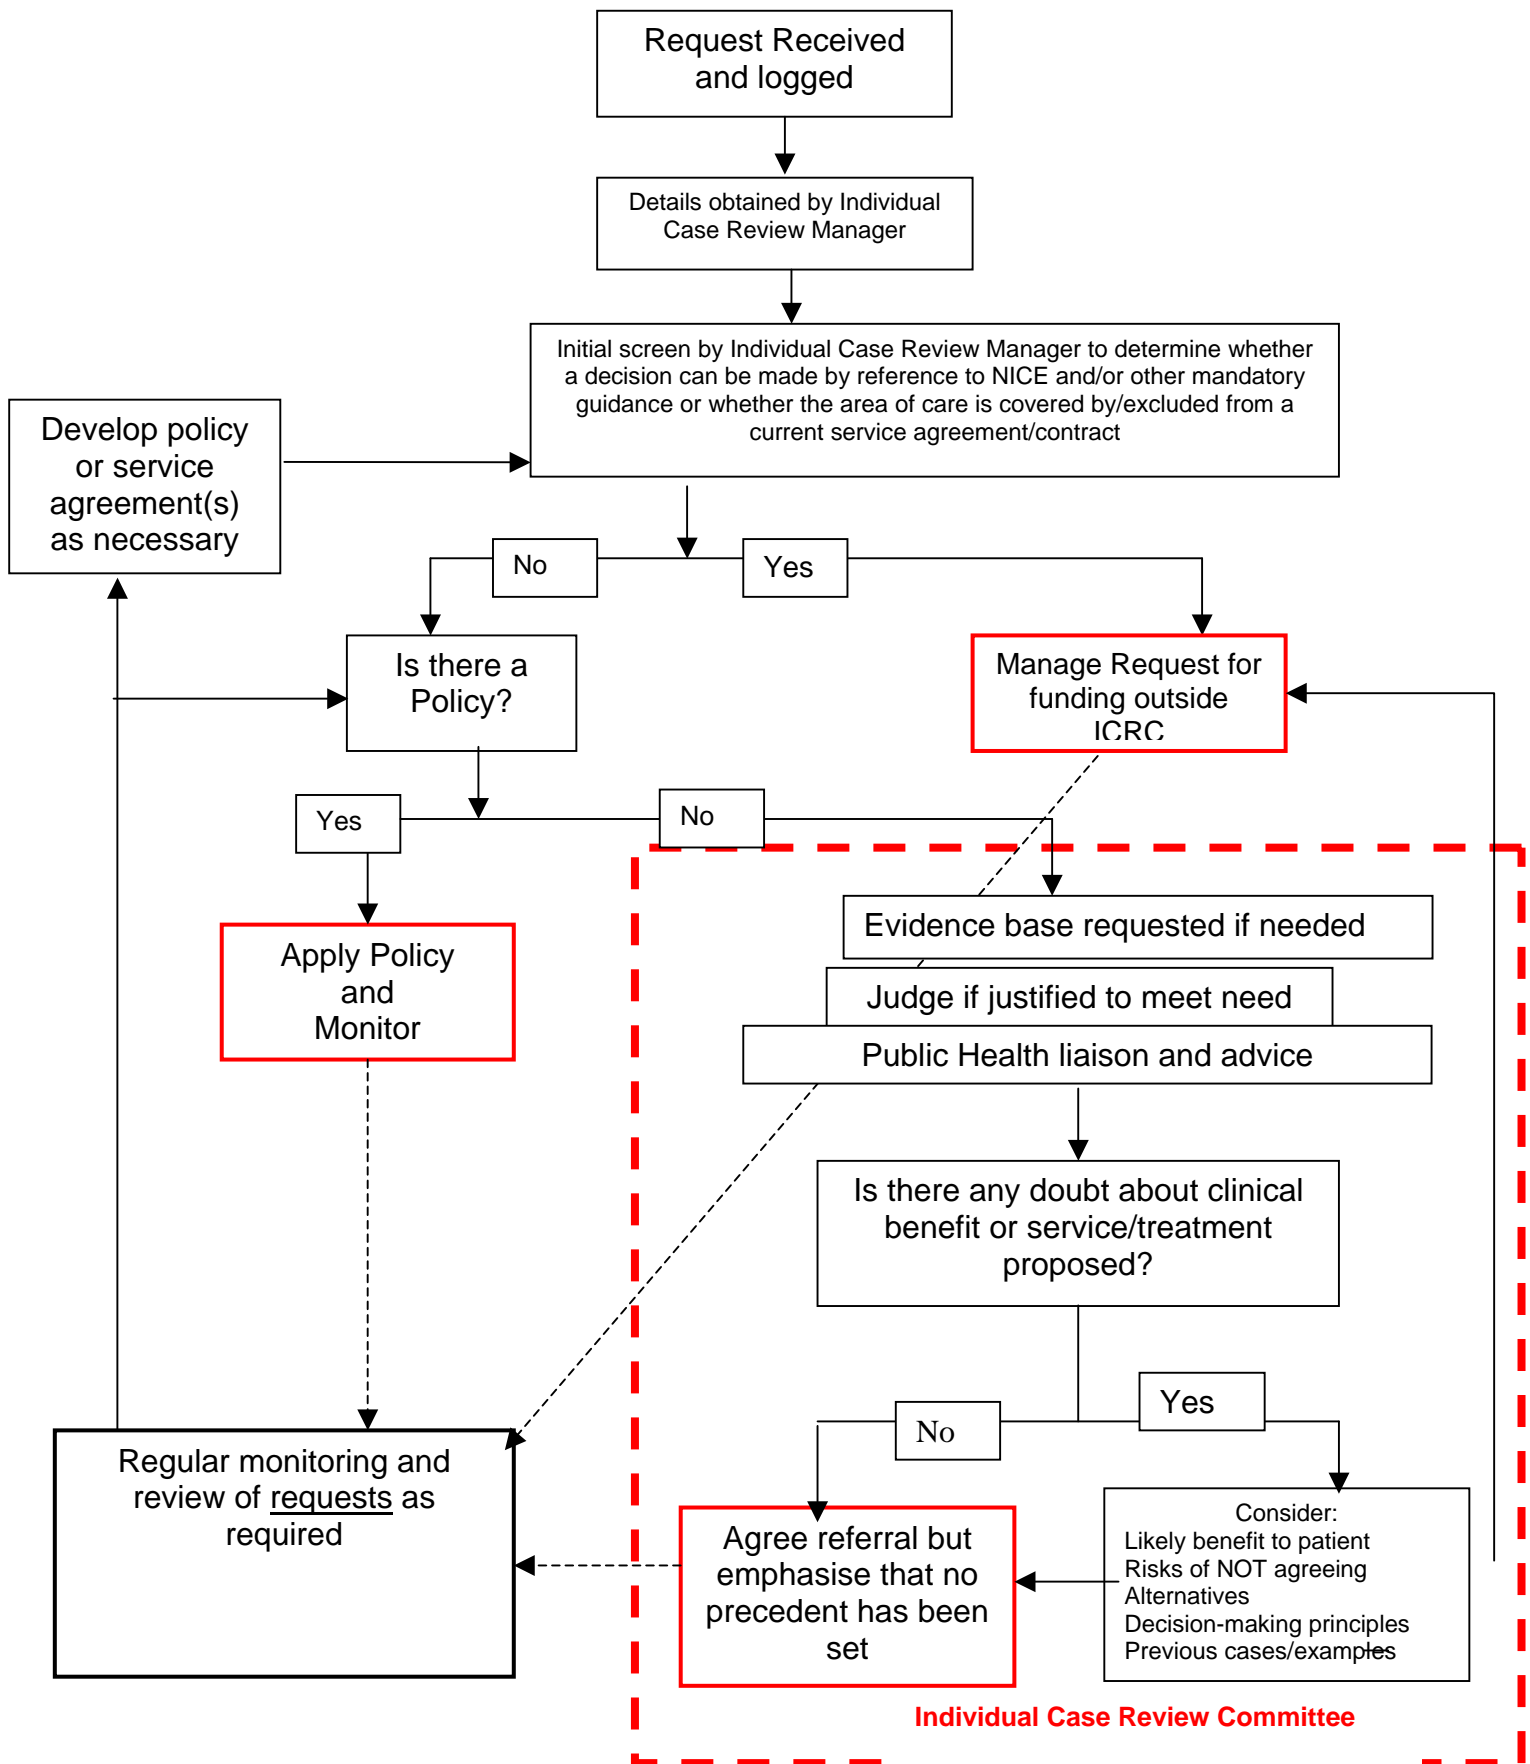 Request Received
and logged
Details obtained by Individual
Case Review Manager
Initial screen by Individual Case Review Manager to determine whether
a decision can be made by reference to NICE and/or other mandatory
guidance or whether the area of care is covered by/excluded from a
current service agreement/contract
Develop policy
or service
agreement(s)
as necessary
No
Yes
Is there a
Policy?
Manage Request for
funding outside
ICRC
Yes
No
Apply Policy
and
Monitor
Evidence base requested if needed
Judge if justified to meet need
Public Health liaison and advice
Is there any doubt about clinical
benefit or service/treatment
proposed?
No
Yes
Regular monitoring and
review of requests as
required
Agree referral but
emphasise that no
precedent has been
set
Consider:
Likely benefit to patient
Risks of NOT agreeing
Alternatives
Decision-making principles
Previous cases/examples
Individual Case Review Committee